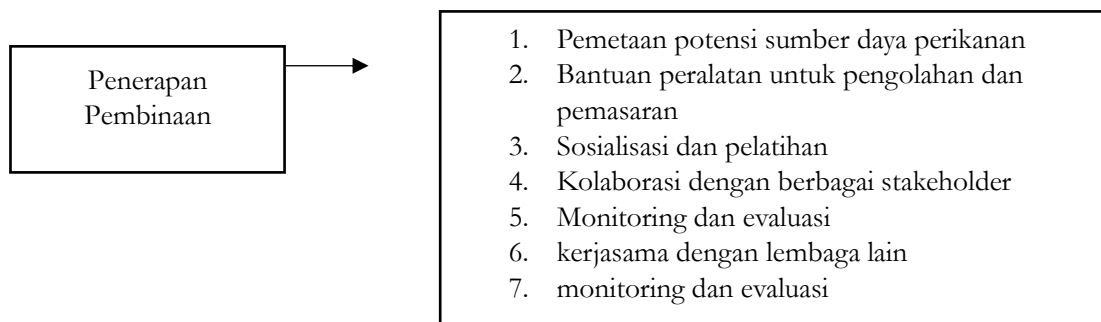 Penerapan
Pembinaan
1. Pemetaan potensi sumber daya perikanan
2. Bantuan peralatan untuk pengolahan dan
pemasaran
3. Sosialisasi dan pelatihan
4. Kolaborasi dengan berbagai stakeholder
5. Monitoring dan evaluasi
6. kerjasama dengan lembaga lain
7. monitoring dan evaluasi